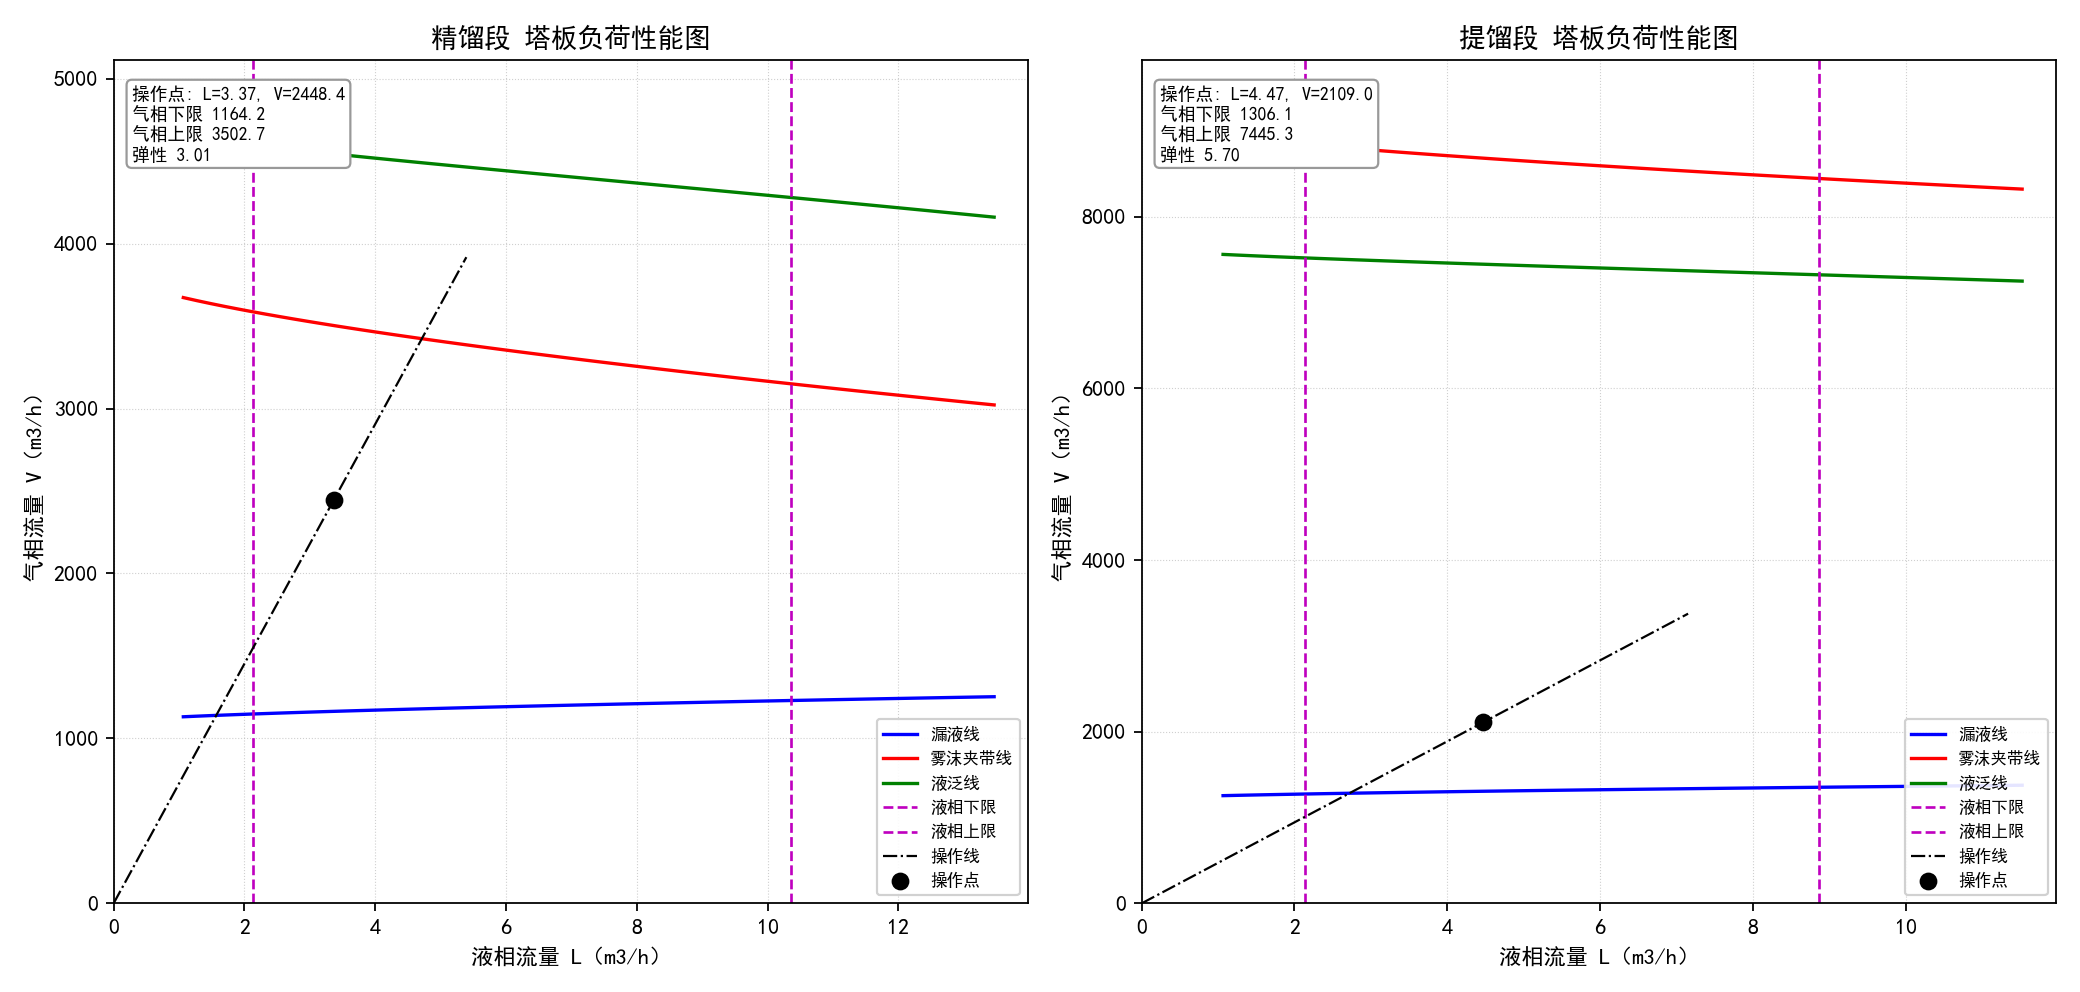 精馏段 塔板负荷性能图
5000
4000
3000
2000
1000
0
气相流量 V（m3/h）
操作点: L=3.37, V=2448.4
气相下限 1164.2
气相上限 3502.7
弹性 3.01
漏液线
雾沫夹带线
液泛线
液相下限
液相上限
操作线
操作点
0 2 4 6 8 10 12
液相流量 L（m3/h）
提馏段 塔板负荷性能图
8000
6000
4000
2000
0
气相流量 V（m3/h）
操作点: L=4.47, V=2109.0
气相下限 1306.1
气相上限 7445.3
弹性 5.70
漏液线
雾沫夹带线
液泛线
液相下限
液相上限
操作线
操作点
0 2 4 6 8 10
液相流量 L（m3/h）